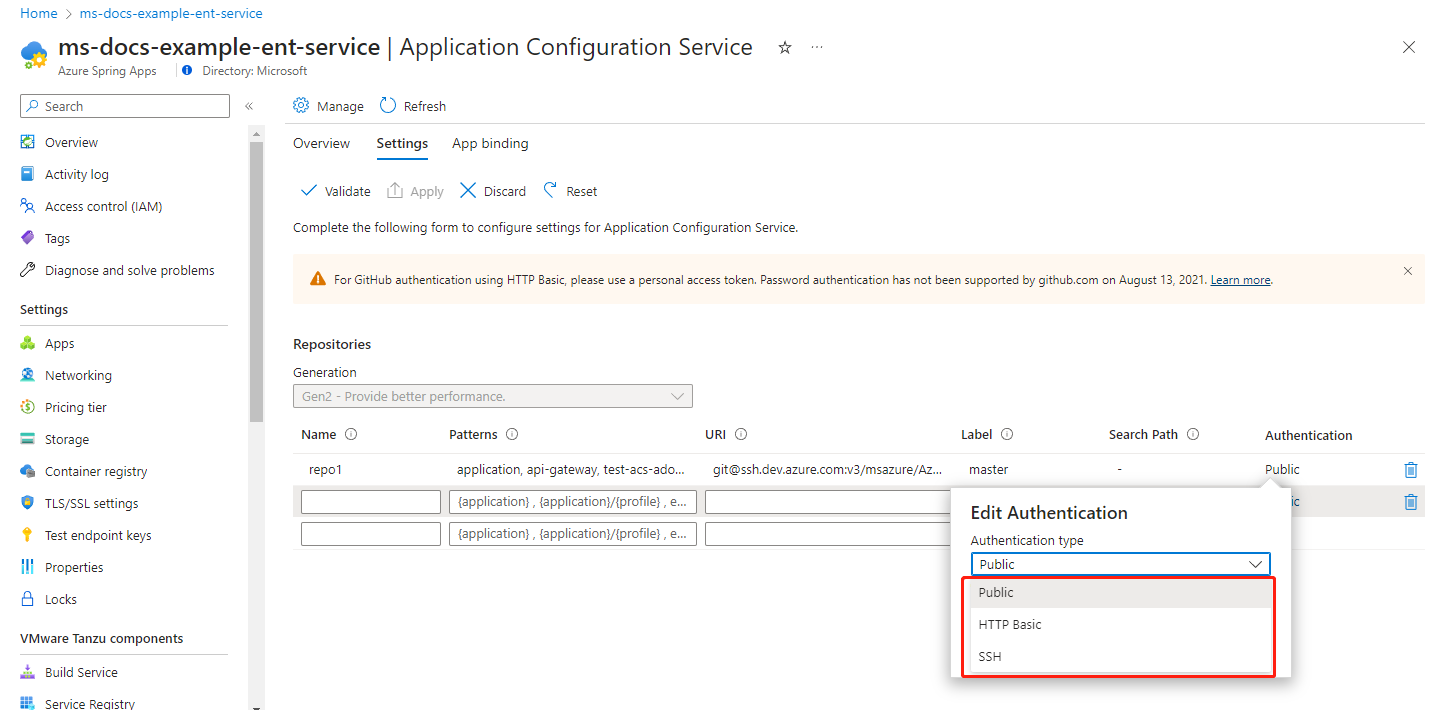 Home > ms-docs-example-ent-service
ms-docs-example-ent-service | Application Configuration Service
Azure Spring Apps
Directory: Microsoft
Search
Overview
Activity log
Access control (IAM)
Tags
Diagnose and solve problems
Settings
Apps
Networking
Pricing tier
Storage
Container registry
TLS/SSL settings
Test endpoint keys
Properties
Locks
VMware Tanzu components
Build Service
Service Registry
Manage Refresh
Overview Settings App binding
Validate Apply Discard Reset
Complete the following form to configure settings for Application Configuration Service.
For GitHub authentication using HTTP Basic, please use a personal access token. Password authentication has not been supported by github.com on August 13, 2021. Learn more.
Repositories
Generation
Gen2 - Provide better performance.
Name Patterns URI Label Search Path Authentication
repo1 application, api-gateway, test-acs-ado... git@ssh.dev.azure.com:v3/msazure/Az... master - Public
{application} , {application}/{profile} , e...
{application} , {application}/{profile} , e...
Edit Authentication
Authentication type
Public
Public
HTTP Basic
SSH